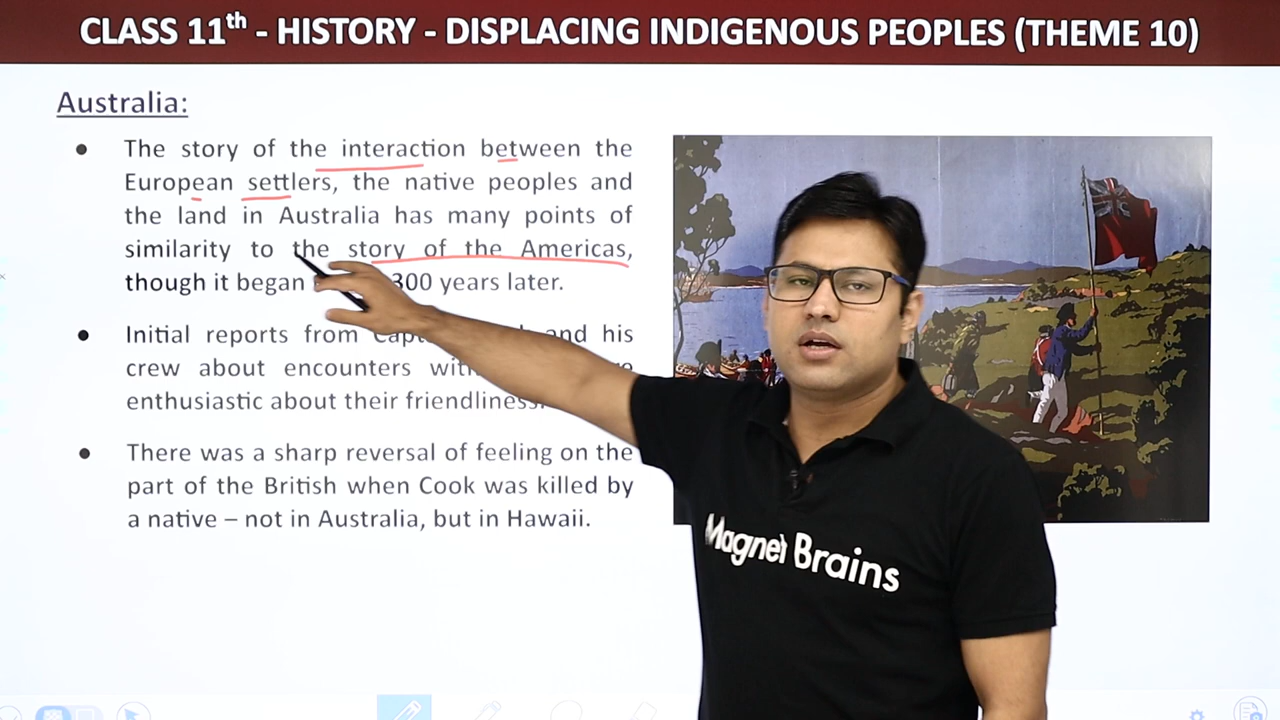 CLASS 11th - HISTORY - DISPLACING INDIGENOUS PEOPLES (THEME 10)
Australia:
• The story of the interaction between the
European settlers, the native peoples and
the land in Australia has many points of
similarity to the story of the Americas,
though it began 300 years later.
• Initial reports from and his
crew about encounters
enthusiastic about their friendliness.
• There was a sharp reversal of feeling on the
part of the British when Cook was killed by
a native – not in Australia, but in Hawaii.
Magnet Brains